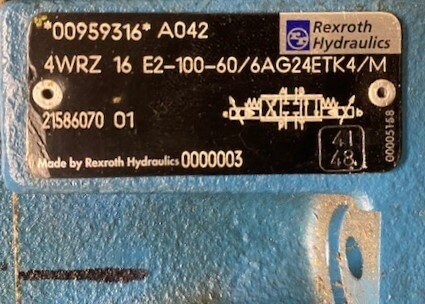 *00959316* A042
Rexroth
Hydraulics
4WRZ 16 E2-100-60/6AG24ETK4/M
21586070 01
41
48
00005168
Made by Rexroth Hydraulics 0000003